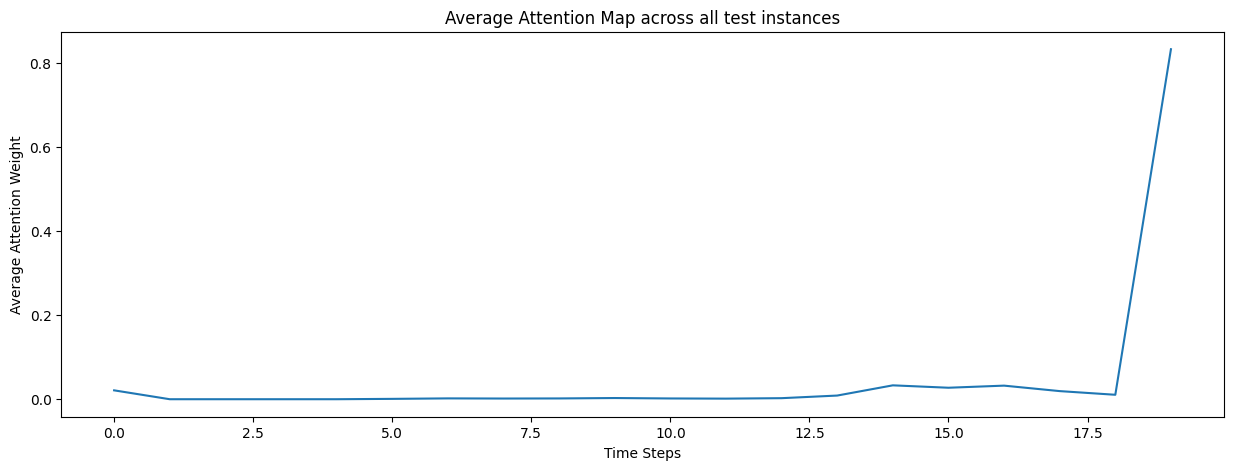 Average Attention Map across all test instances
Average Attention Weight
0.8
0.6
0.4
0.2
0.0
0.0 2.5 5.0 7.5 10.0 12.5 15.0 17.5
Time Steps